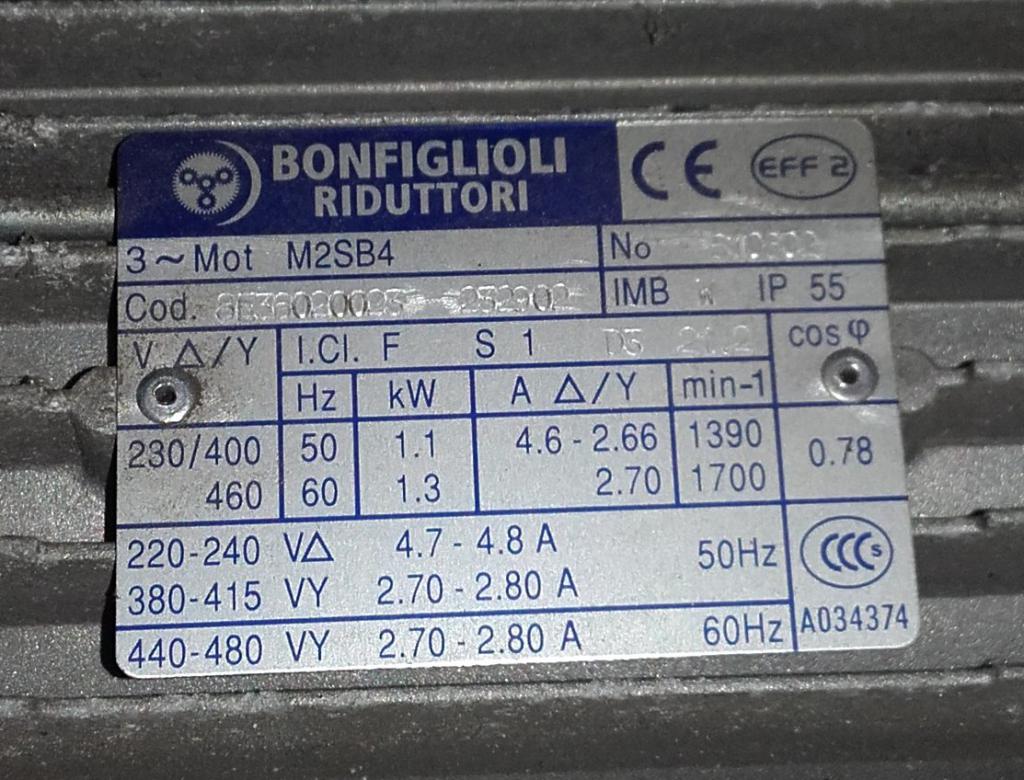 BONFIGLIOLI
RIDUTTORI
CE EFF 2
3~Mot M2SB4 No
Cod. IMB IP 55
V Δ/Y I.Cl. F S 1 cos φ
Hz kW A Δ/Y min-1
230/400 50 1.1 4.6 - 2.66 1390 0.78
460 60 1.3 2.70 1700
220-240 VΔ 4.7 - 4.8 A 50Hz CCC S
380-415 VY 2.70 - 2.80 A
440-480 VY 2.70 - 2.80 A 60Hz A034374